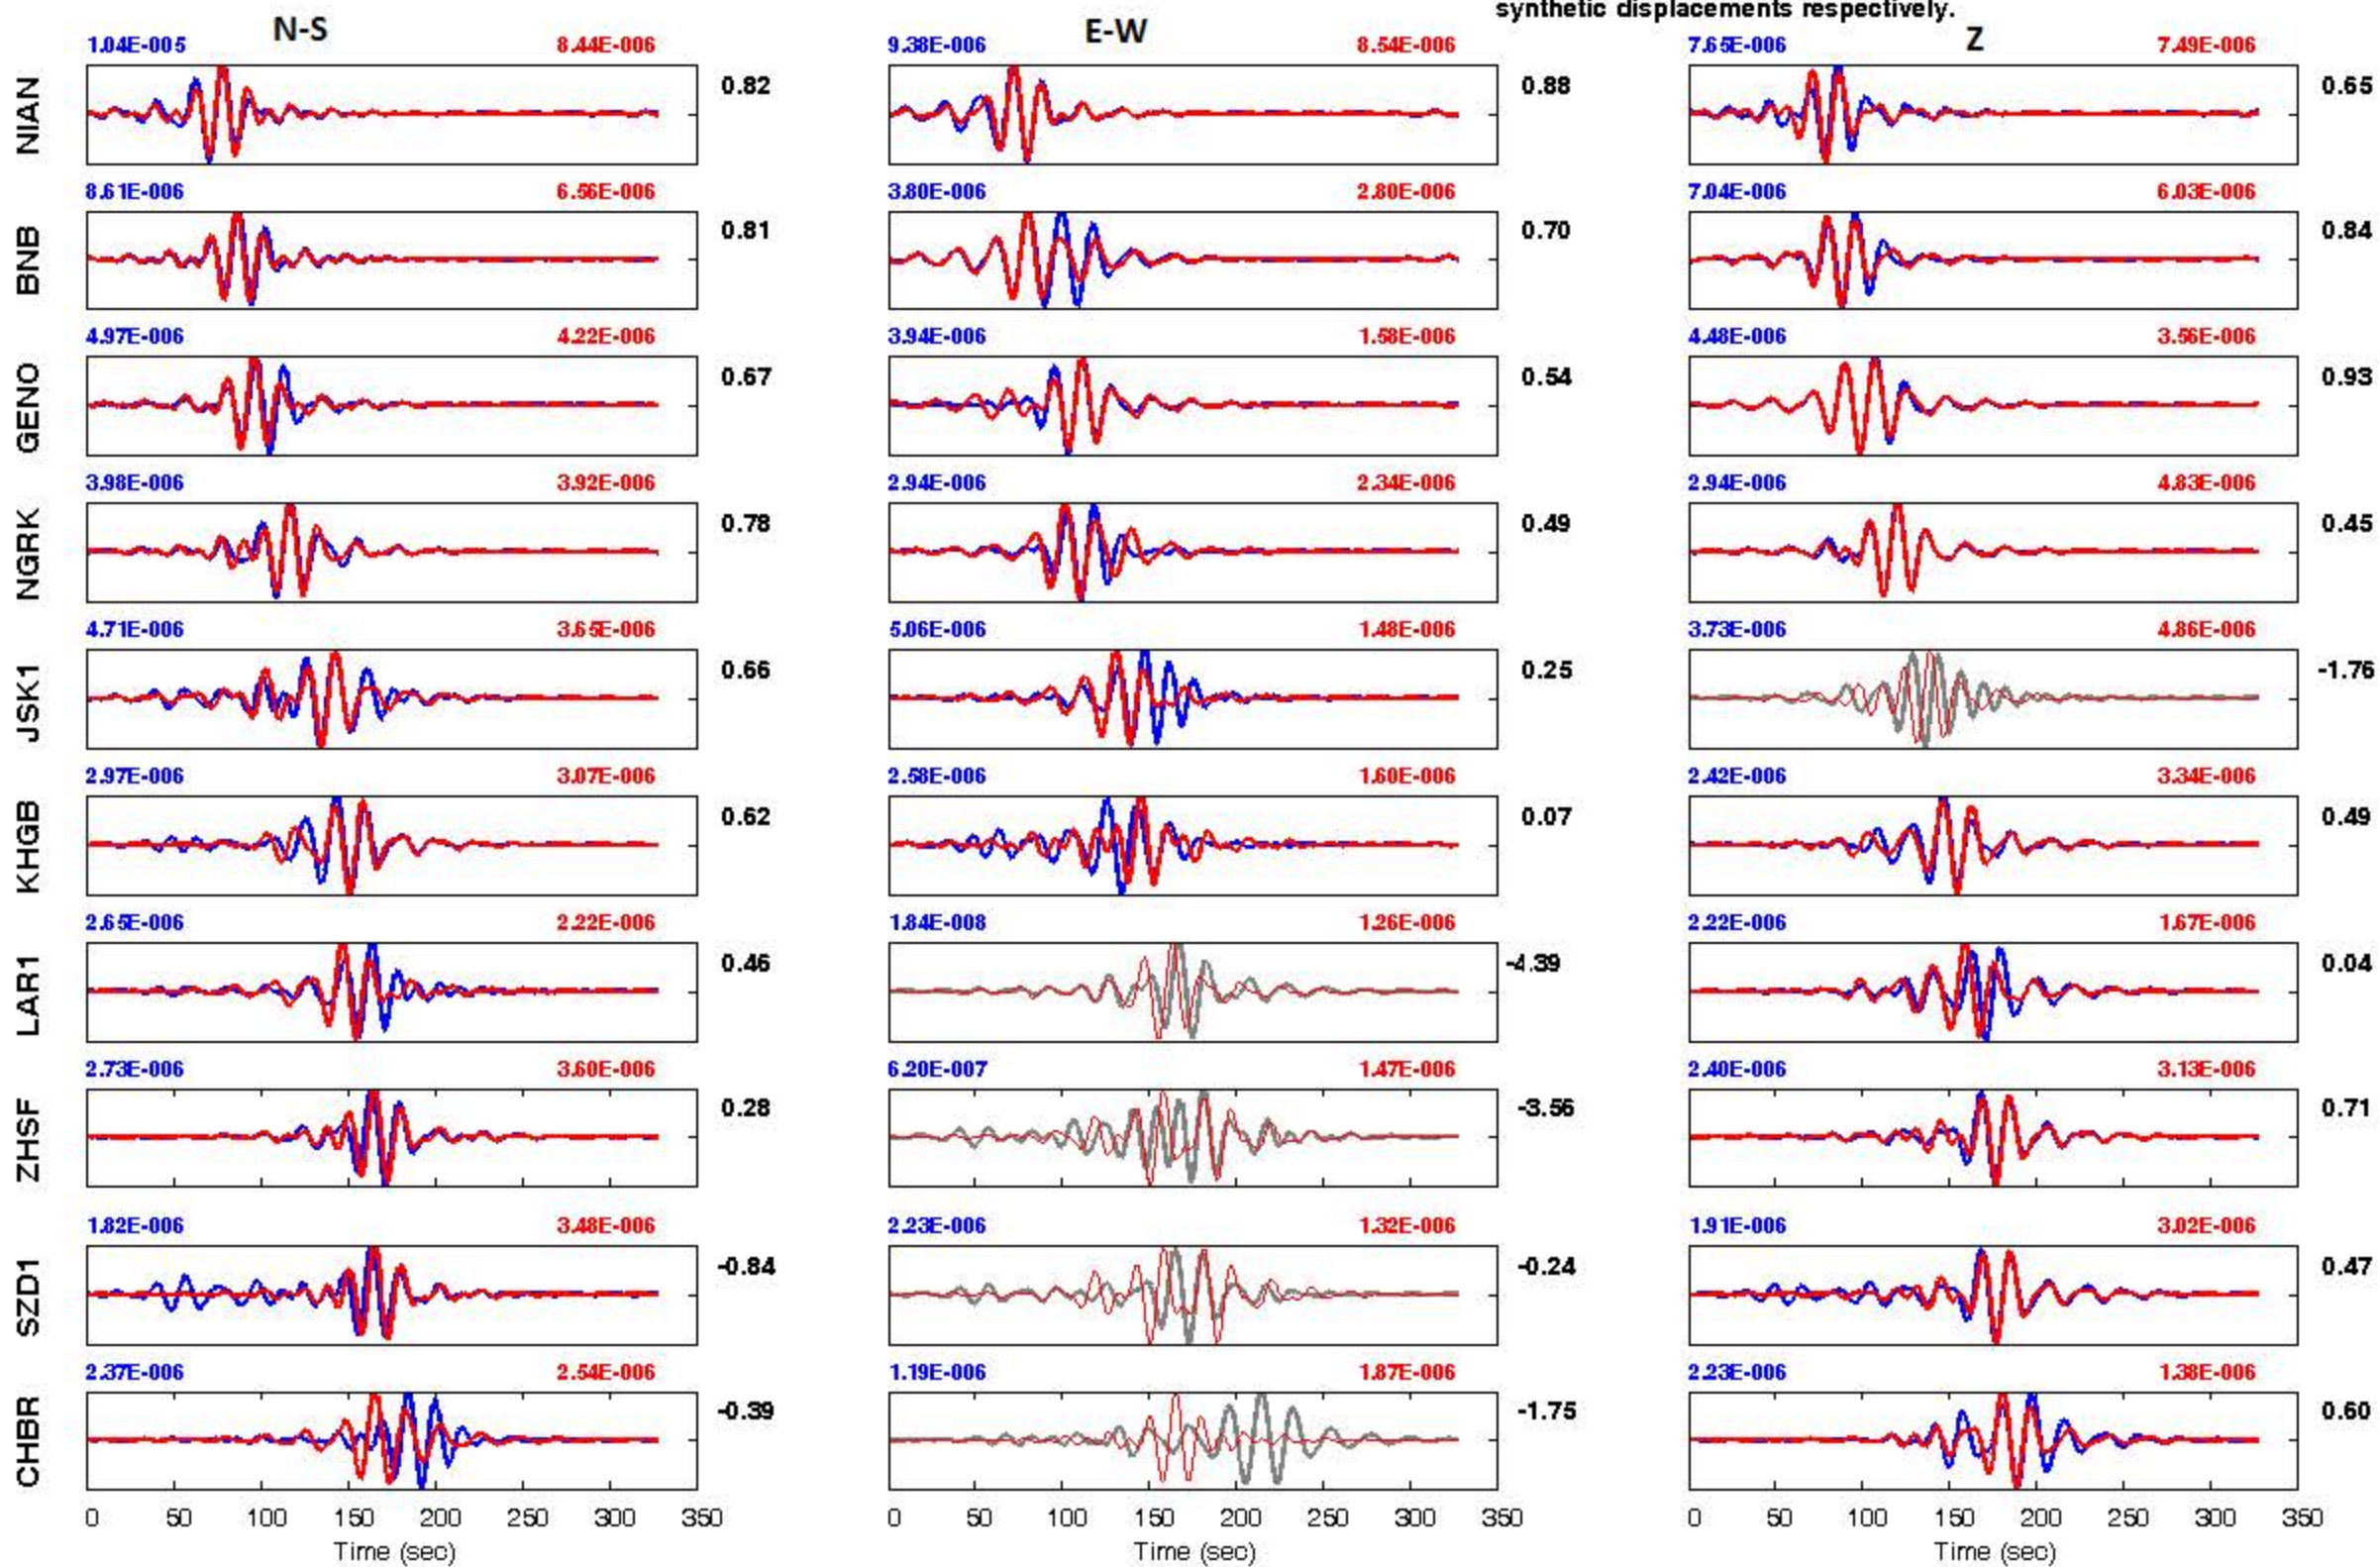 synthetic displacements respectively.
N-S E-W Z
1.04E-005 8.44E-006 9.38E-006 8.54E-006 7.65E-006 7.49E-006
NIAN 0.82 0.88 0.65
8.61E-006 6.56E-006 3.80E-006 2.80E-006 7.04E-006 6.03E-006
BNB 0.81 0.70 0.84
4.97E-006 4.22E-006 3.94E-006 1.58E-006 4.48E-006 3.56E-006
GENO 0.67 0.54 0.93
3.98E-006 3.92E-006 2.94E-006 2.34E-006 2.94E-006 4.83E-006
NGRK 0.78 0.49 0.45
4.71E-006 3.65E-006 5.06E-006 1.48E-006 3.73E-006 4.86E-006
JSK1 0.66 0.25 -1.76
2.97E-006 3.07E-006 2.58E-006 1.60E-006 2.42E-006 3.34E-006
KHGB 0.62 0.07 0.49
2.65E-006 2.22E-006 1.84E-008 1.26E-006 2.22E-006 1.67E-006
LAR1 0.46 -4.39 0.04
2.73E-006 3.60E-006 6.20E-007 1.47E-006 2.40E-006 3.13E-006
ZHSF 0.28 -3.56 0.71
1.82E-006 3.48E-006 2.23E-006 1.32E-006 1.91E-006 3.02E-006
SZD1 -0.84 -0.24 0.47
2.37E-006 2.54E-006 1.19E-006 1.87E-006 2.23E-006 1.38E-006
CHBR -0.39 -1.75 0.60
0 50 100 150 200 250 300 350 0 50 100 150 200 250 300 350 0 50 100 150 200 250 300 350
Time (sec) Time (sec) Time (sec)